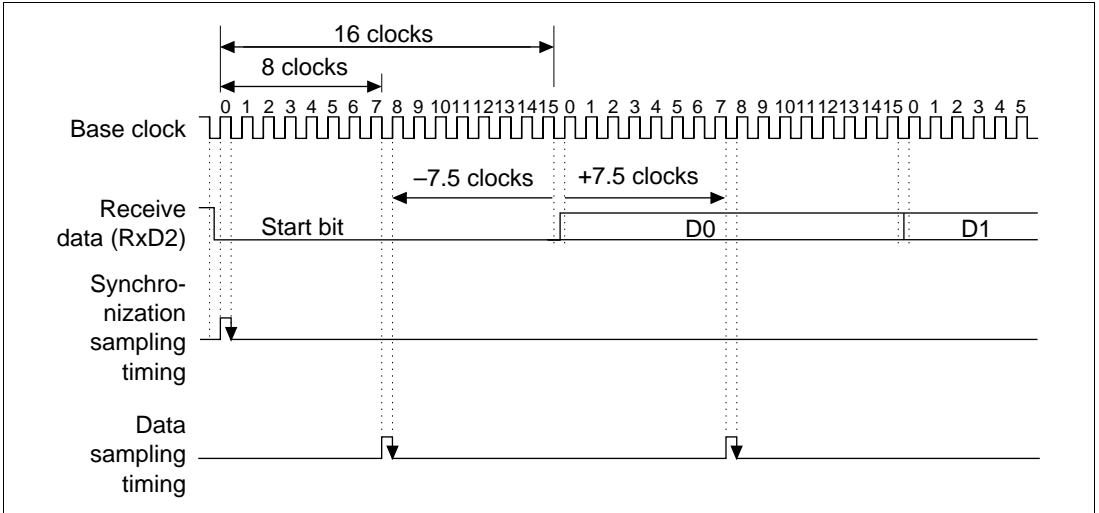 16 clocks
8 clocks
0 1 2 3 4 5 6 7 8 9 10 11 12 13 14 15 0 1 2 3 4 5 6 7 8 9 10 11 12 13 14 15 0 1 2 3 4 5
Base clock
–7.5 clocks +7.5 clocks
Receive
data (RxD2)
Start bit D0 D1
Synchro-
nization
sampling
timing
Data
sampling
timing